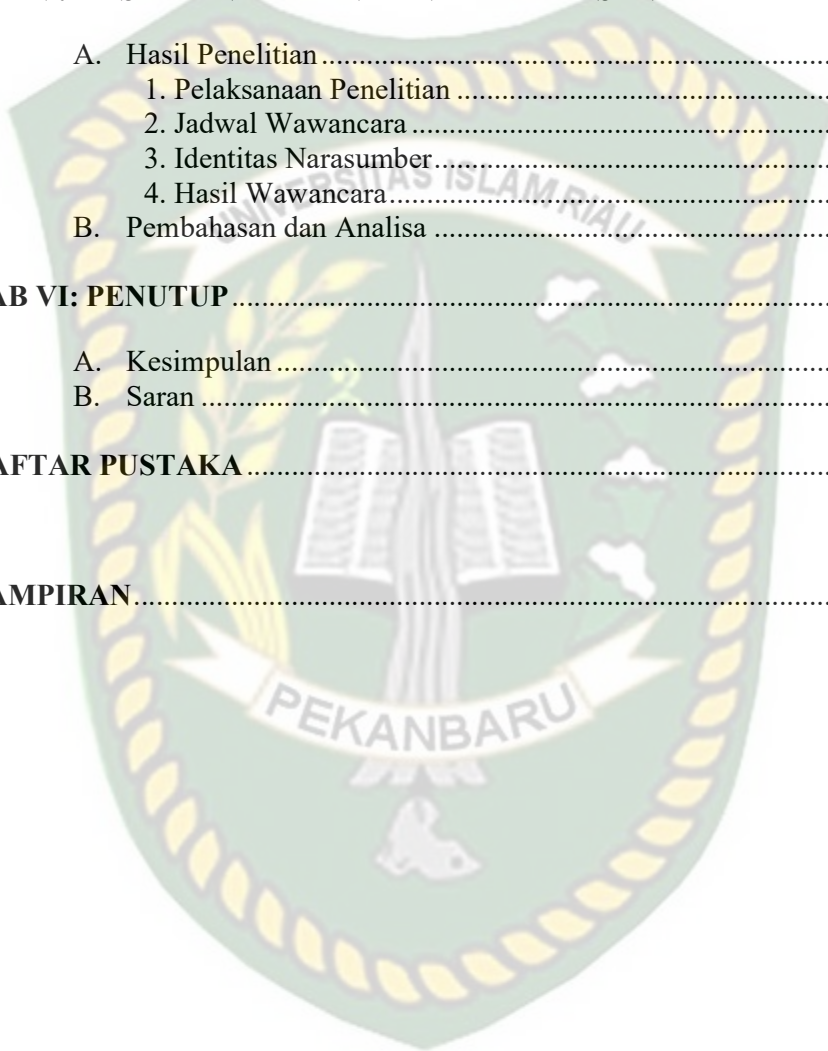 A. Hasil Penelitian................................................................
1. Pelaksanaan Penelitian ................................................
2. Jadwal Wawancara ......................................................
3. Identitas Narasumber...................................................
4. Hasil Wawancara.........................................................
B. Pembahasan dan Analisa ..................................................
AB VI: PENUTUP.................................................................
A. Kesimpulan ......................................................................
B. Saran ................................................................................
AFTAR PUSTAKA................................................................
AMPIRAN..............................................................................
UNIVERSITAS ISLAM RIAU
PEKANBARU